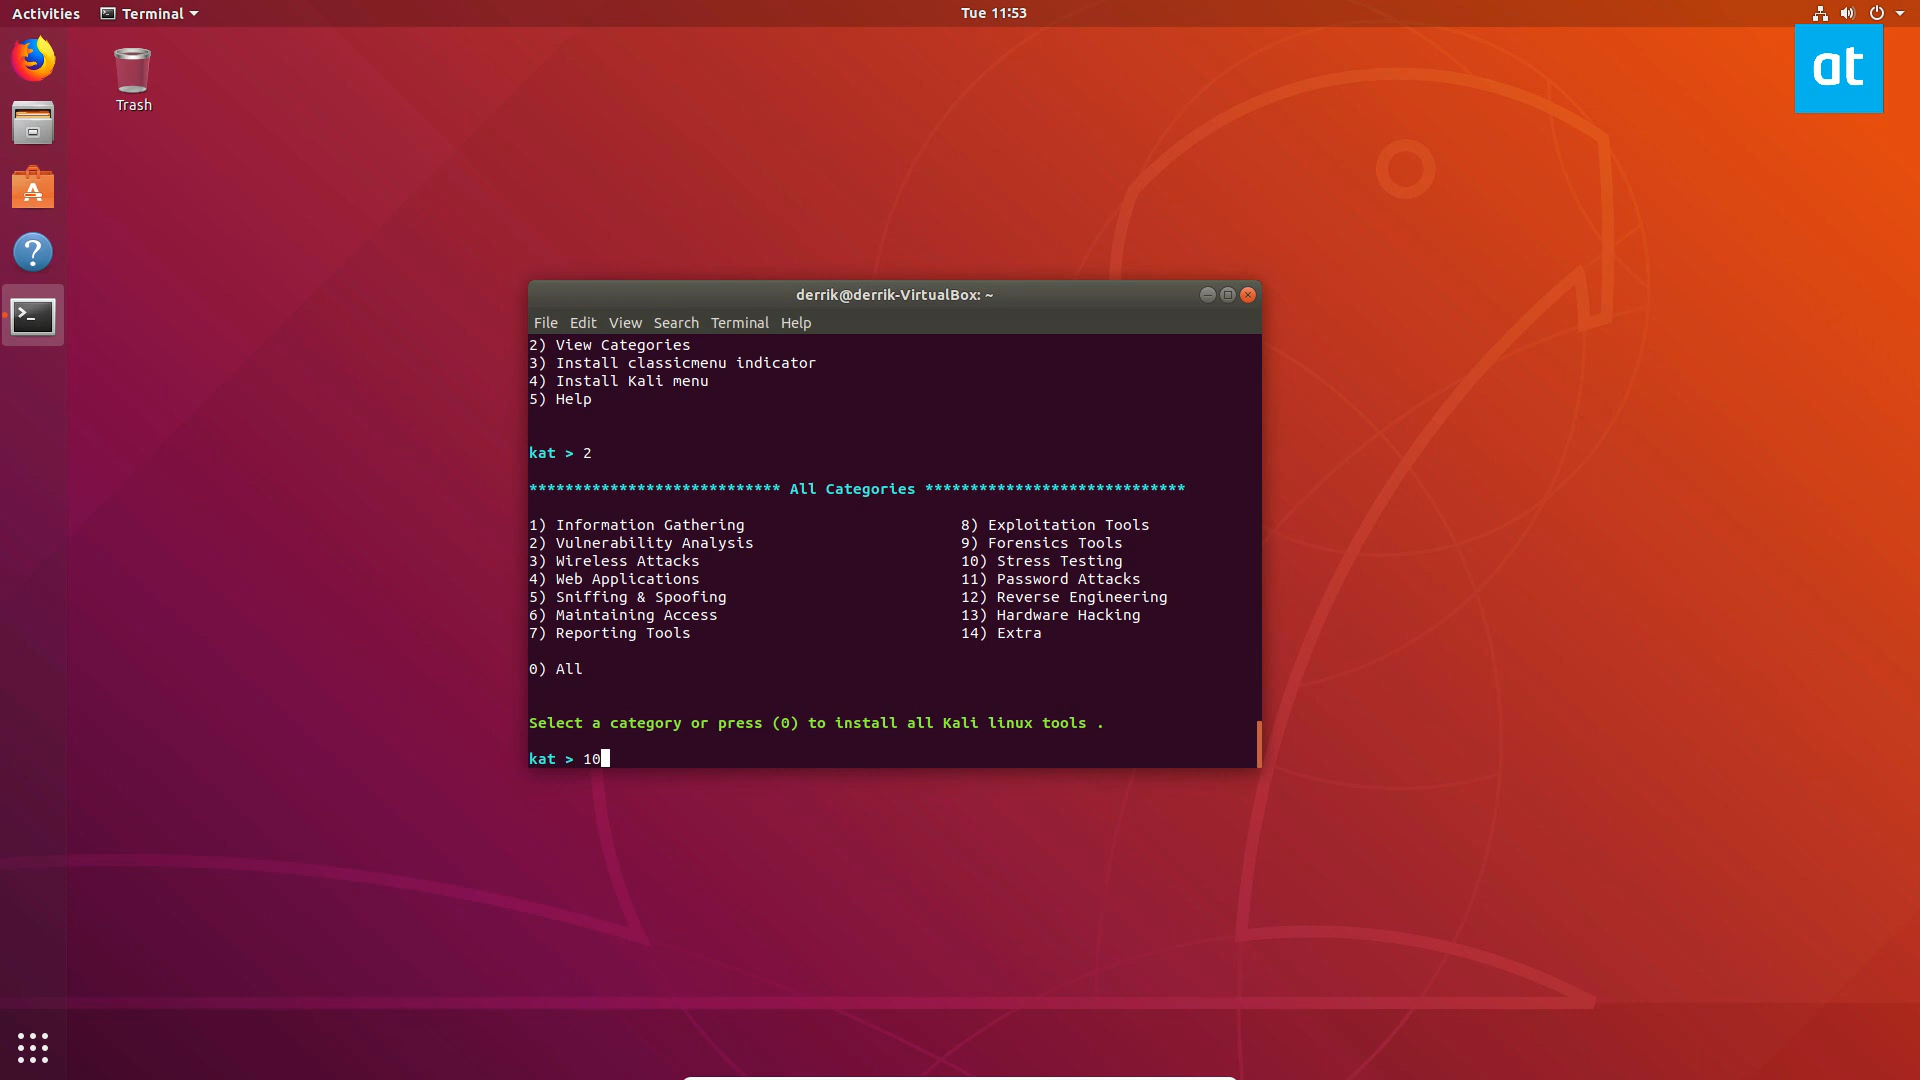 Activities
Terminal
Tue 11:53
at
Trash
derrik@derrik-VirtualBox: ~
File Edit View Search Terminal Help
2) View Categories
3) Install classicmenu indicator
4) Install Kali menu
5) Help
kat > 2
**************************** All Categories *****************************
1) Information Gathering 8) Exploitation Tools
2) Vulnerability Analysis 9) Forensics Tools
3) Wireless Attacks 10) Stress Testing
4) Web Applications 11) Password Attacks
5) Sniffing & Spoofing 12) Reverse Engineering
6) Maintaining Access 13) Hardware Hacking
7) Reporting Tools 14) Extra
0) All
Select a category or press (0) to install all Kali linux tools .
kat > 10